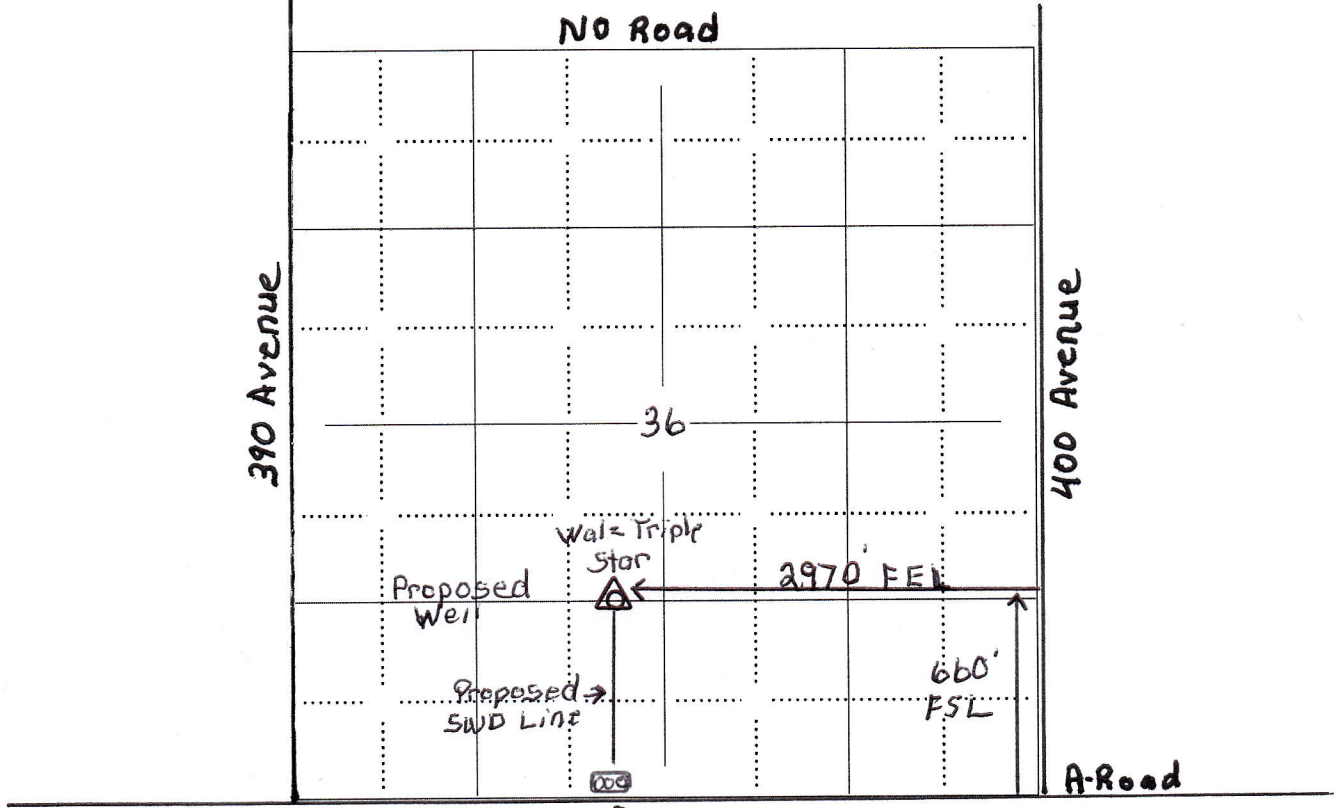 NO Road
390 Avenue
400 Avenue
36
Walz Triple
Star
Proposed
Well
2970' FEL
660'
FSL
Proposed
SWD Line
A-Road